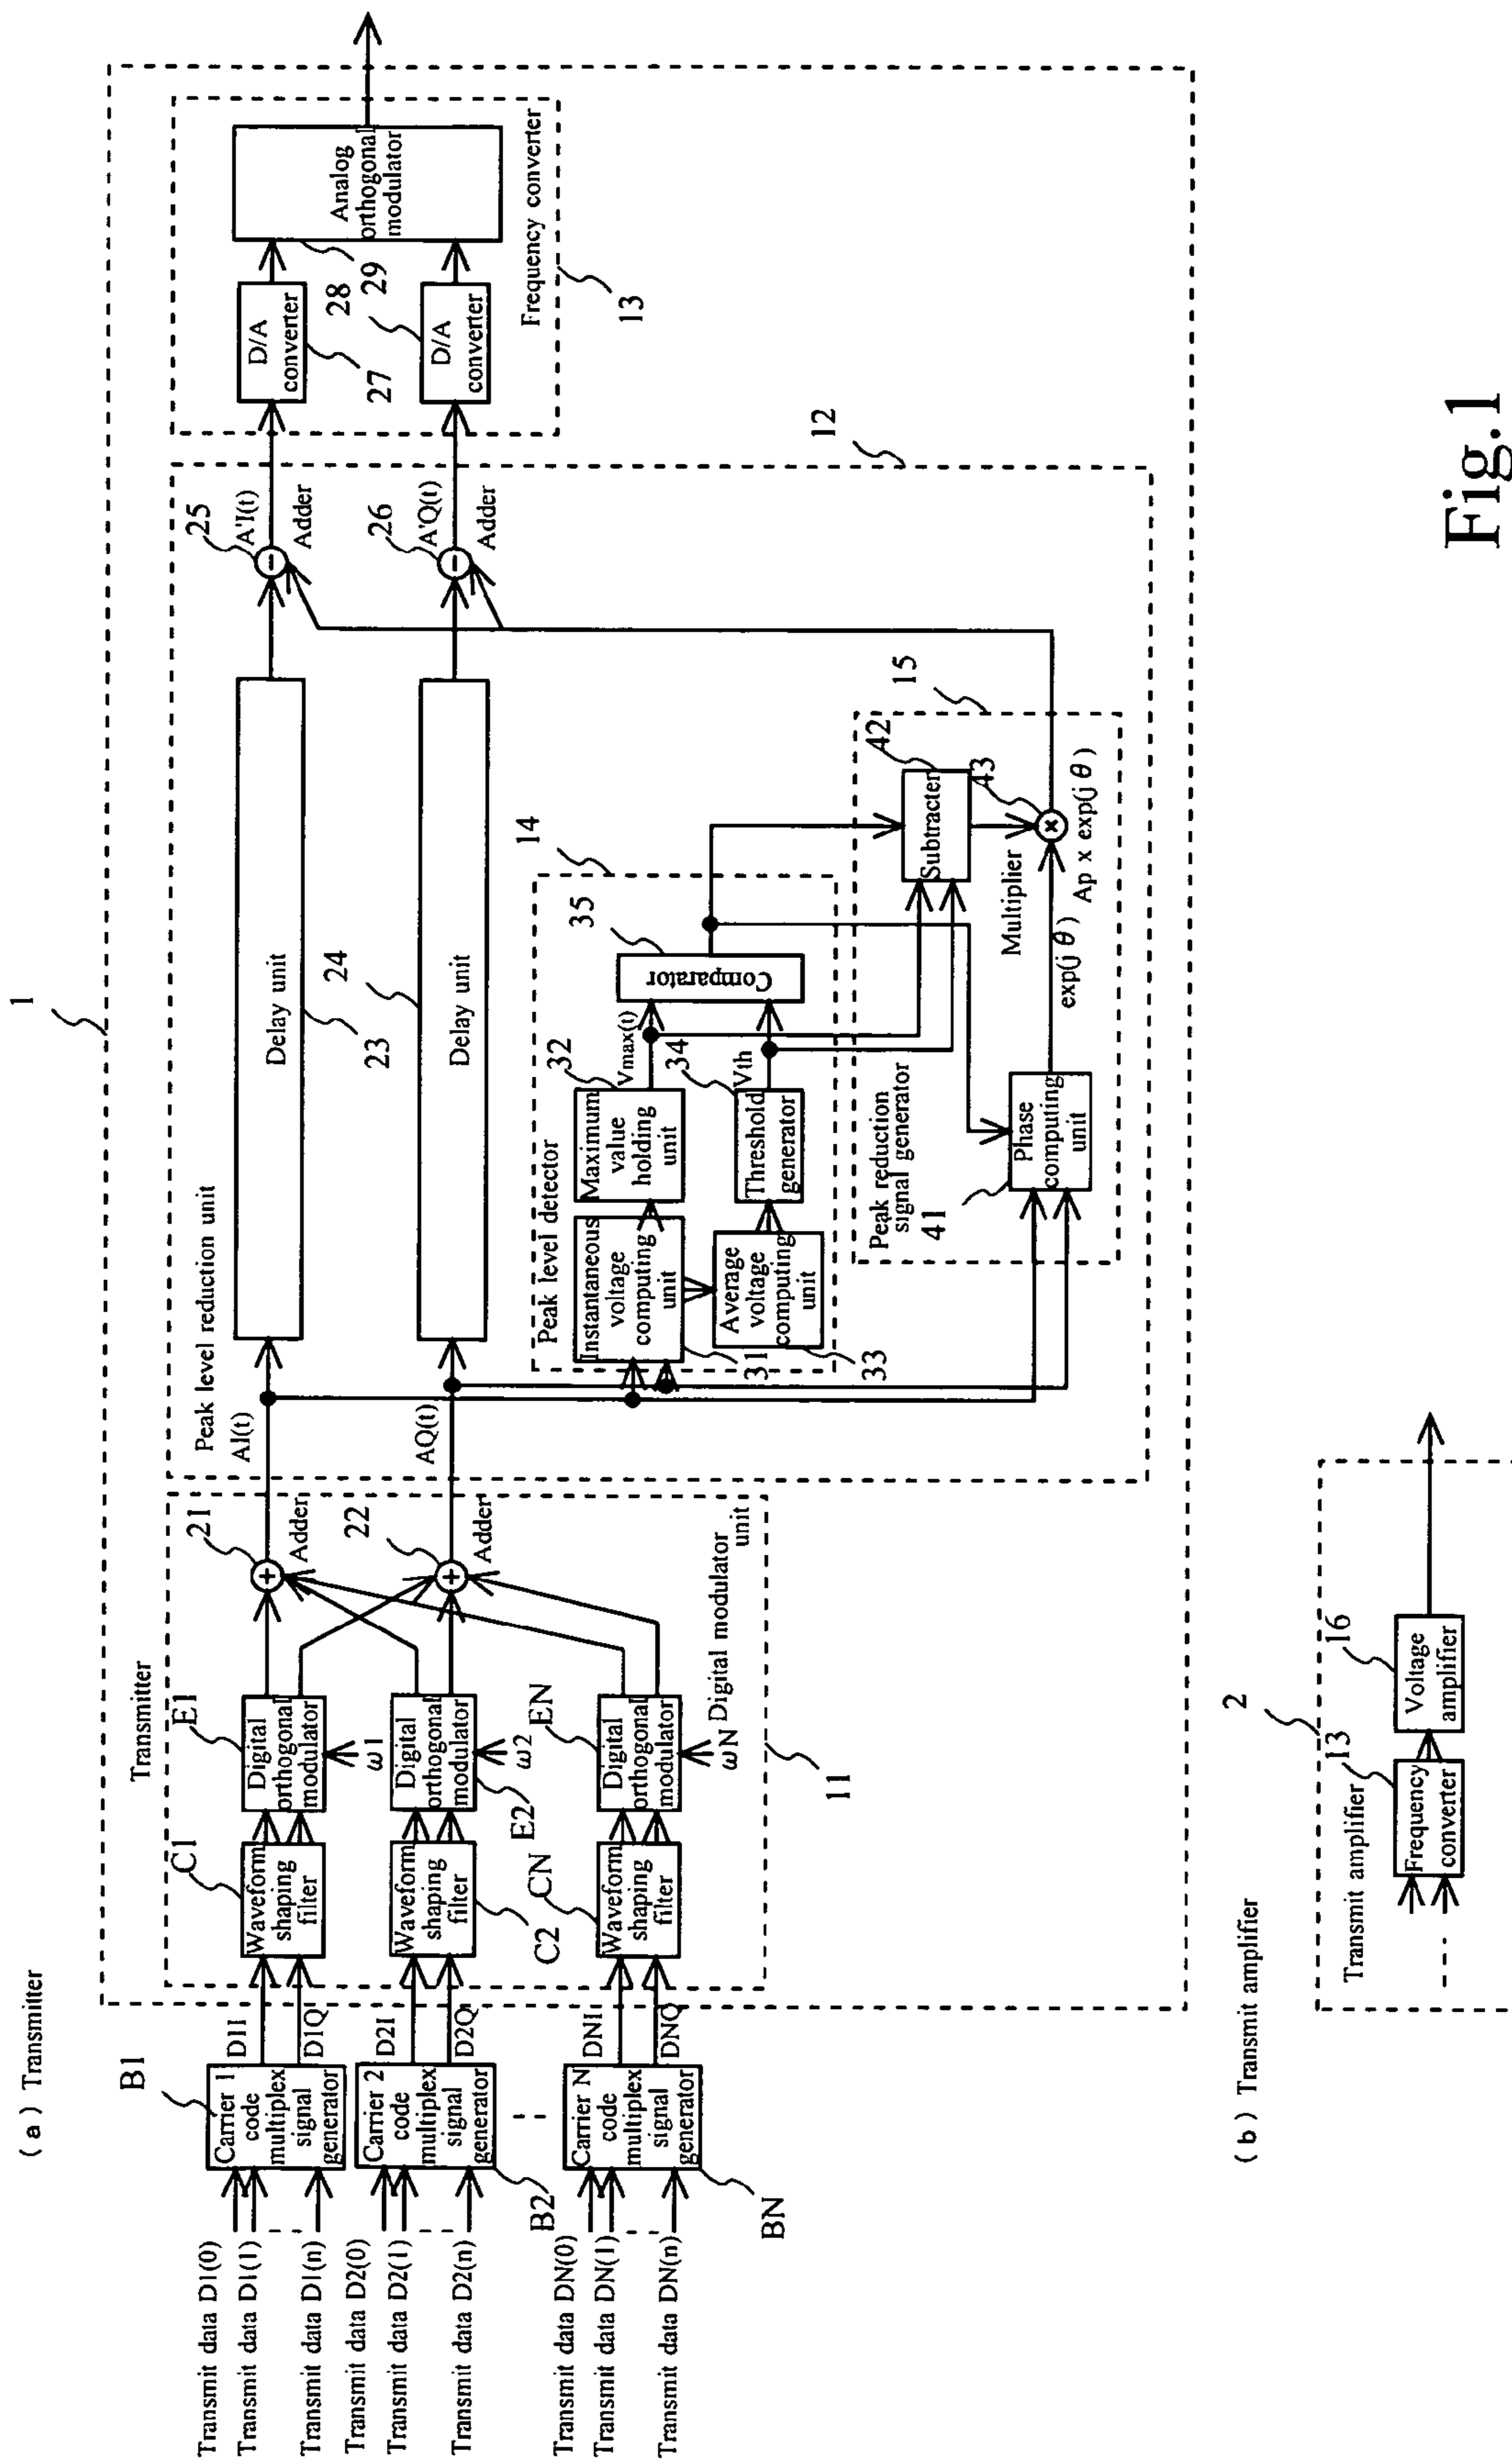 ( a ) Transmitter
1
Transmitter
Transmit data D1(0)
Transmit data D1(1)
Transmit data D1(n)
Transmit data D2(0)
Transmit data D2(1)
Transmit data D2(n)
Transmit data DN(0)
Transmit data DN(1)
Transmit data DN(n)
B1
Carrier 1
code
multiplex
signal
generator
Carrier 2
code
multiplex
signal
generator
B2
Carrier N
code
multiplex
signal
generator
BN
D1I
D1Q
D2I
D2Q
DNI
DNQ
C1
Waveform
shaping
filter
Waveform
shaping
filter
C2
CN
Waveform
shaping
filter
E1
Digital
orthogonal
modulator
ω1
Digital
orthogonal
modulator
ω2
E2
EN
Digital
orthogonal
modulator
ωN
Digital modulator
unit
11
21
+
Adder
22
+
Adder
Peak level reduction unit
AI(t)
AQ(t)
Delay unit
23
24
Delay unit
Peak level detector
14
Instantaneous
voltage
computing
unit
31
Maximum
value
holding
unit
32
Vmax(t)
Average
voltage
computing
unit
33
Threshold
generator
34
Vth
35
Comparator
Peak reduction
signal generator
15
41
Phase
computing
unit
exp(j θ)
Subtracter
42
Multiplier
43
×
Ap x exp(j θ )
25
-
A'I(t)
Adder
26
-
A'Q(t)
Adder
12
D/A
converter
27
28
D/A
converter
29
Analog
orthogonal
modulator
Frequency converter
13
( b ) Transmit amplifier
2
Transmit amplifier
13
Frequency
converter
16
Voltage
amplifier
Fig.1